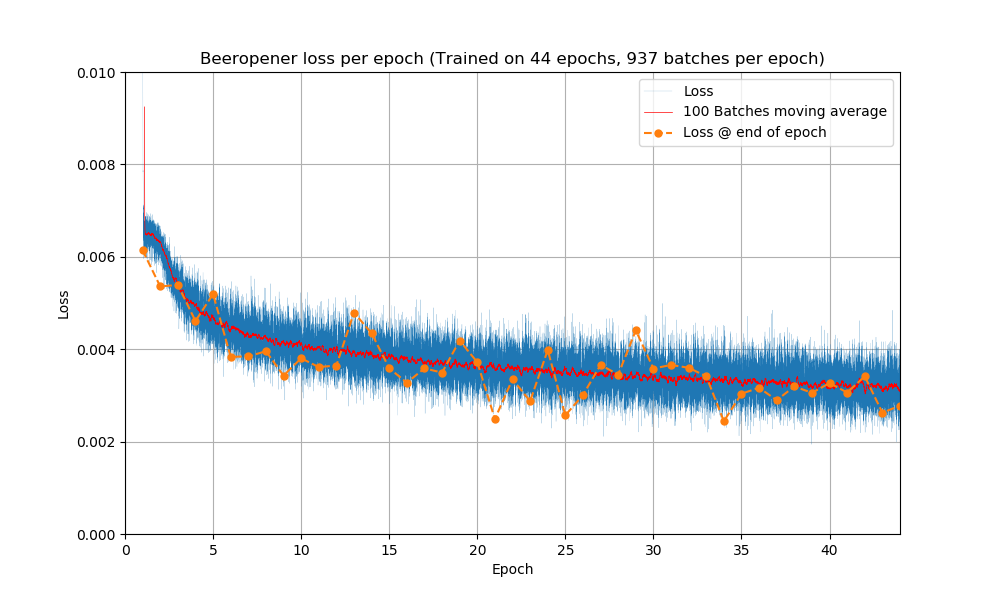 Beeropener loss per epoch (Trained on 44 epochs, 937 batches per epoch)
0.010
0.008
0.006
0.004
0.002
0.000
Loss
Loss
100 Batches moving average
Loss @ end of epoch
0 5 10 15 20 25 30 35 40
Epoch